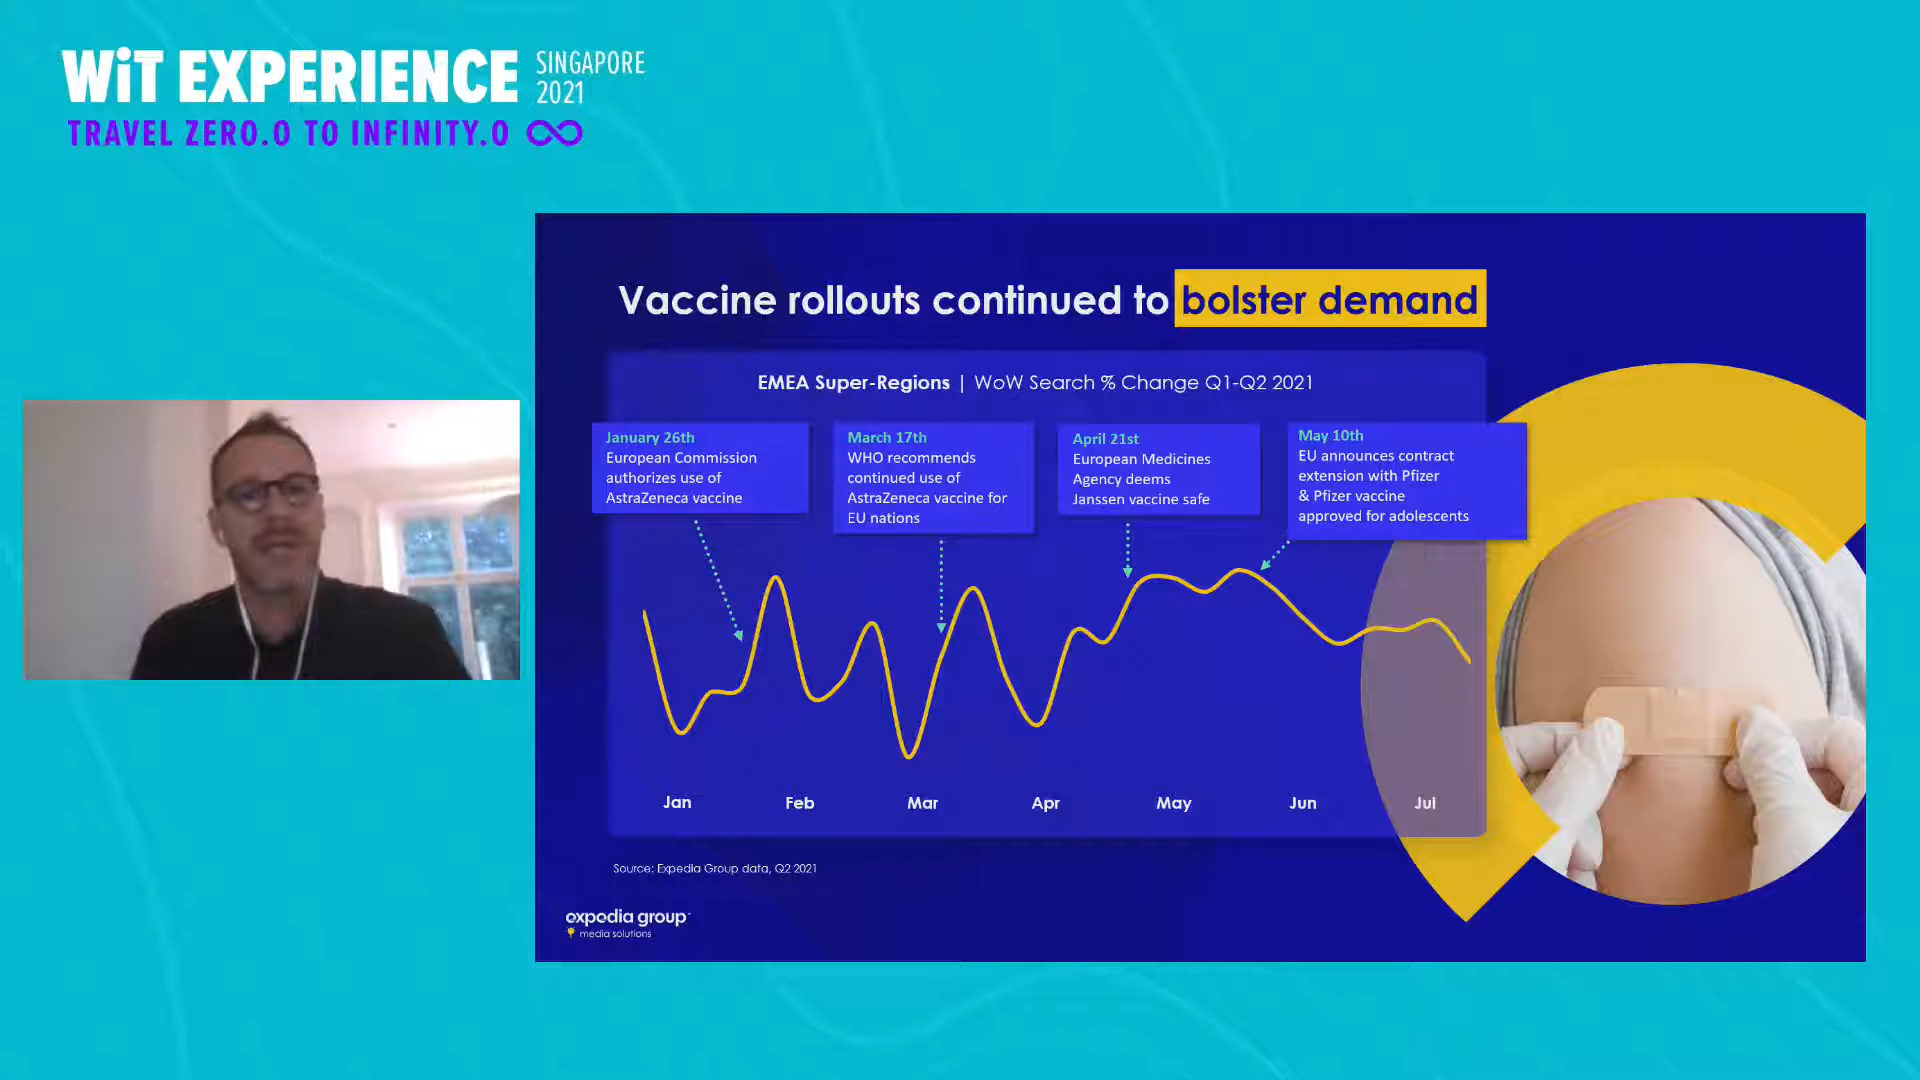 WiT EXPERIENCE SINGAPORE
2021
TRAVEL ZERO.0 TO INFINITY.0
Vaccine rollouts continued to bolster demand
EMEA Super-Regions | WoW Search % Change Q1-Q2 2021
January 26th
European Commission
authorizes use of
AstraZeneca vaccine
March 17th
WHO recommends
continued use of
AstraZeneca vaccine for
EU nations
April 21st
European Medicines
Agency deems
Janssen vaccine safe
May 10th
EU announces contract
extension with Pfizer
& Pfizer vaccine
approved for adolescents
Jan Feb Mar Apr May Jun Jul
Source: Expedia Group data, Q2 2021
expedia group
media solutions